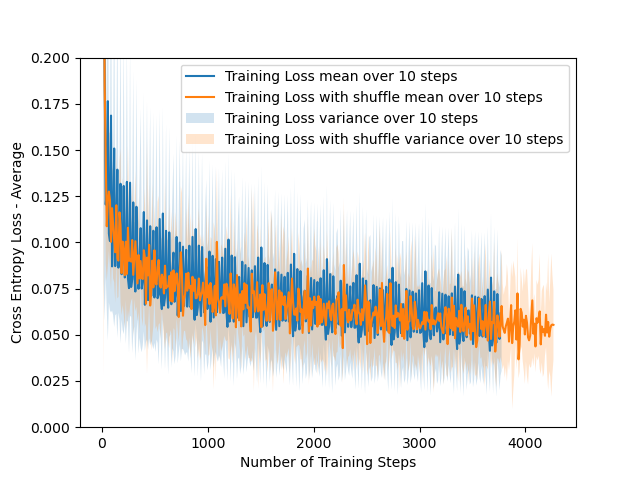 0.200
0.175
0.150
0.125
0.100
0.075
0.050
0.025
0.000
Cross Entropy Loss - Average
Training Loss mean over 10 steps
Training Loss with shuffle mean over 10 steps
Training Loss variance over 10 steps
Training Loss with shuffle variance over 10 steps
0 1000 2000 3000 4000
Number of Training Steps